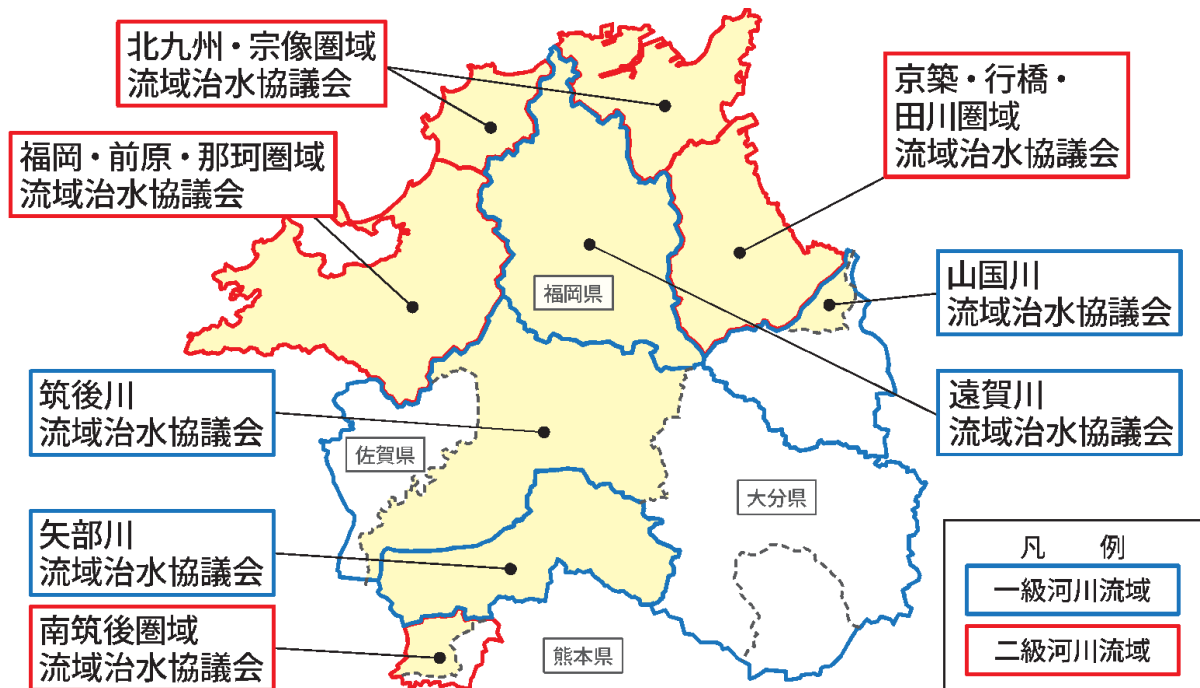 北九州・宗像圏域
流域治水協議会
京築・行橋・
田川圏域
流域治水協議会
福岡・前原・那珂圏域
流域治水協議会
山国川
流域治水協議会
福岡県
筑後川
流域治水協議会
遠賀川
流域治水協議会
佐賀県
大分県
矢部川
流域治水協議会
南筑後圏域
流域治水協議会
熊本県
凡　例
一級河川流域
二級河川流域